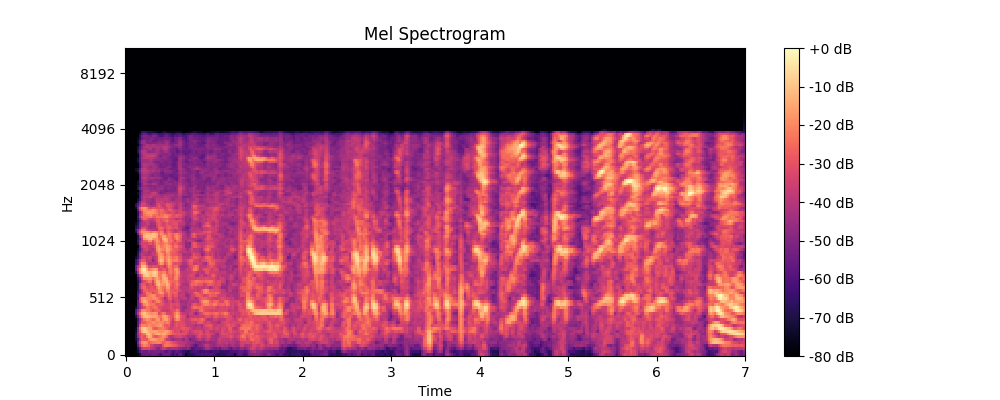 Mel Spectrogram
Hz
8192
4096
2048
1024
512
0
0 1 2 3 4 5 6 7
Time
+0 dB
-10 dB
-20 dB
-30 dB
-40 dB
-50 dB
-60 dB
-70 dB
-80 dB